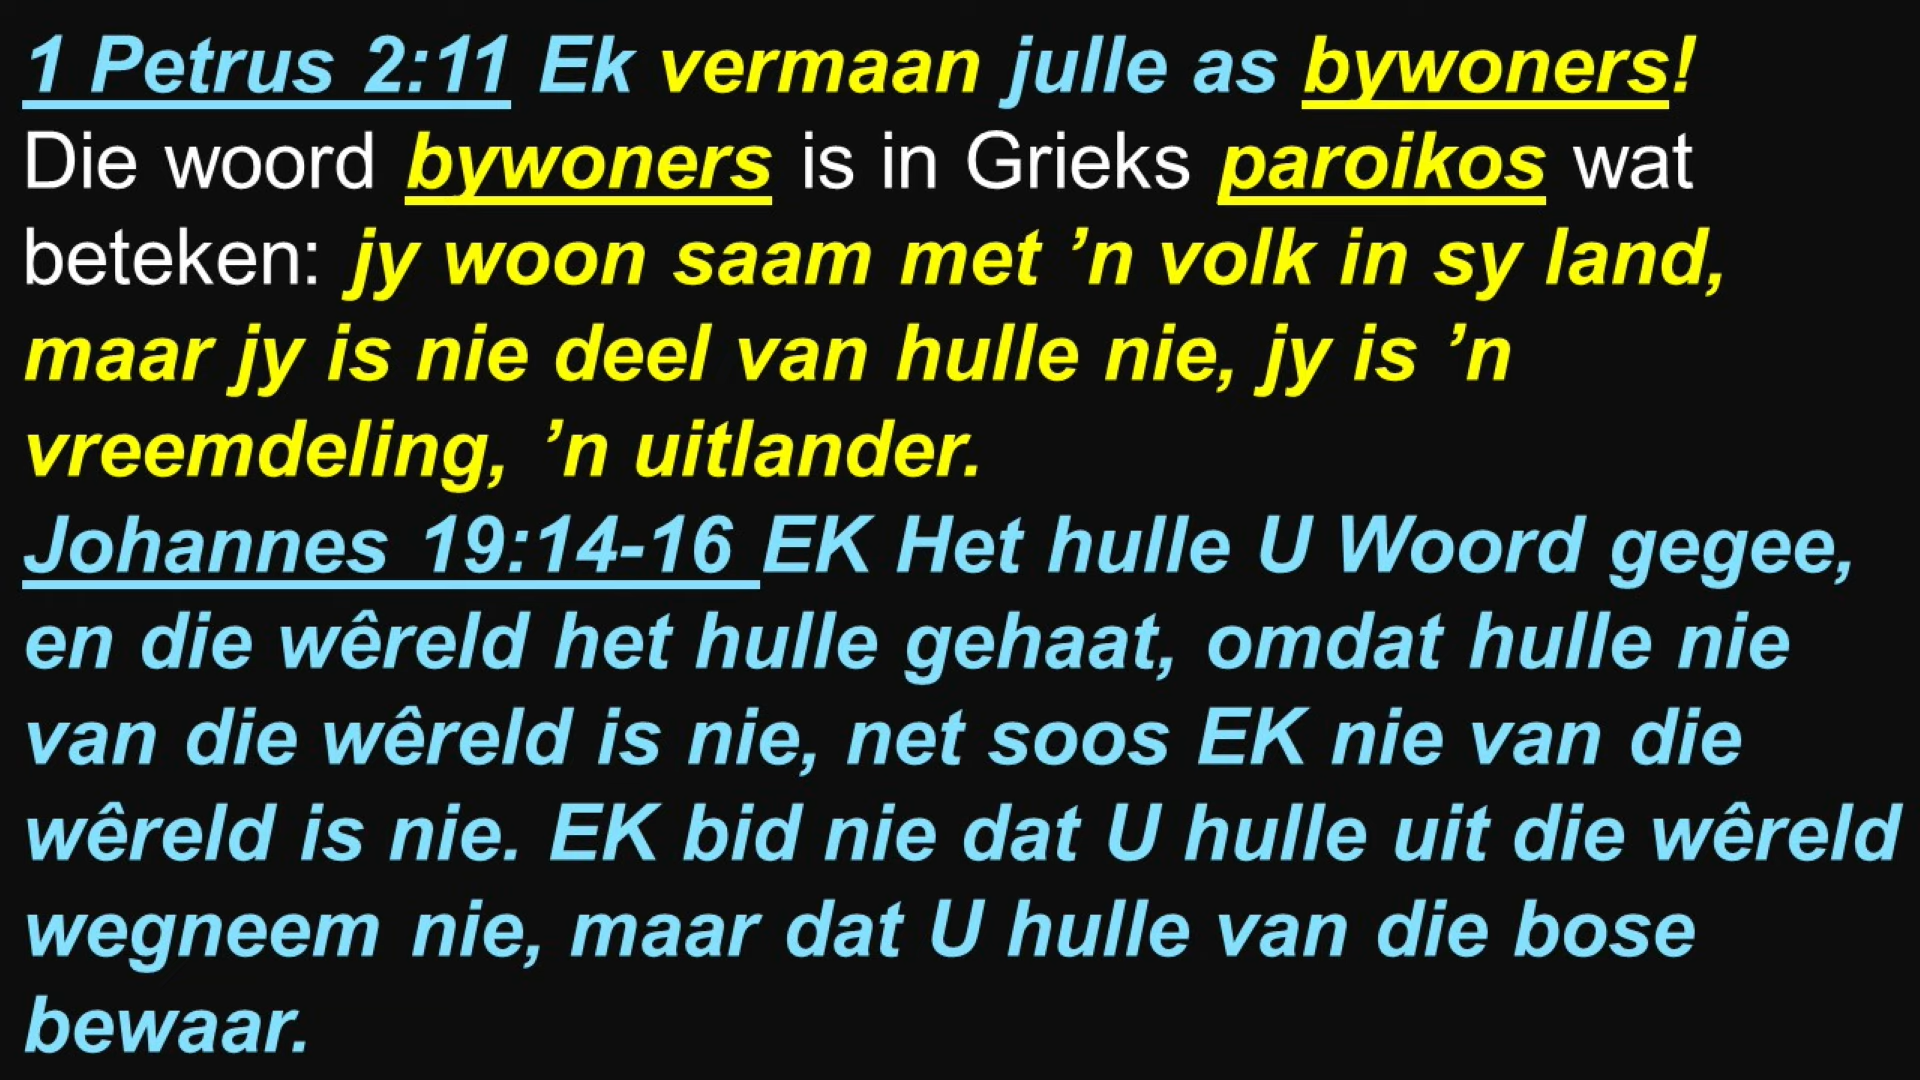 1 Petrus 2:11 Ek vermaan julle as bywoners!
Die woord bywoners is in Grieks paroikos wat
beteken: jy woon saam met ’n volk in sy land,
maar jy is nie deel van hulle nie, jy is ’n
vreemdeling, ’n uitlander.
Johannes 19:14-16 EK Het hulle U Woord gegee,
en die wêreld het hulle gehaat, omdat hulle nie
van die wêreld is nie, net soos EK nie van die
wêreld is nie. EK bid nie dat U hulle uit die wêreld
wegneem nie, maar dat U hulle van die bose
bewaar.